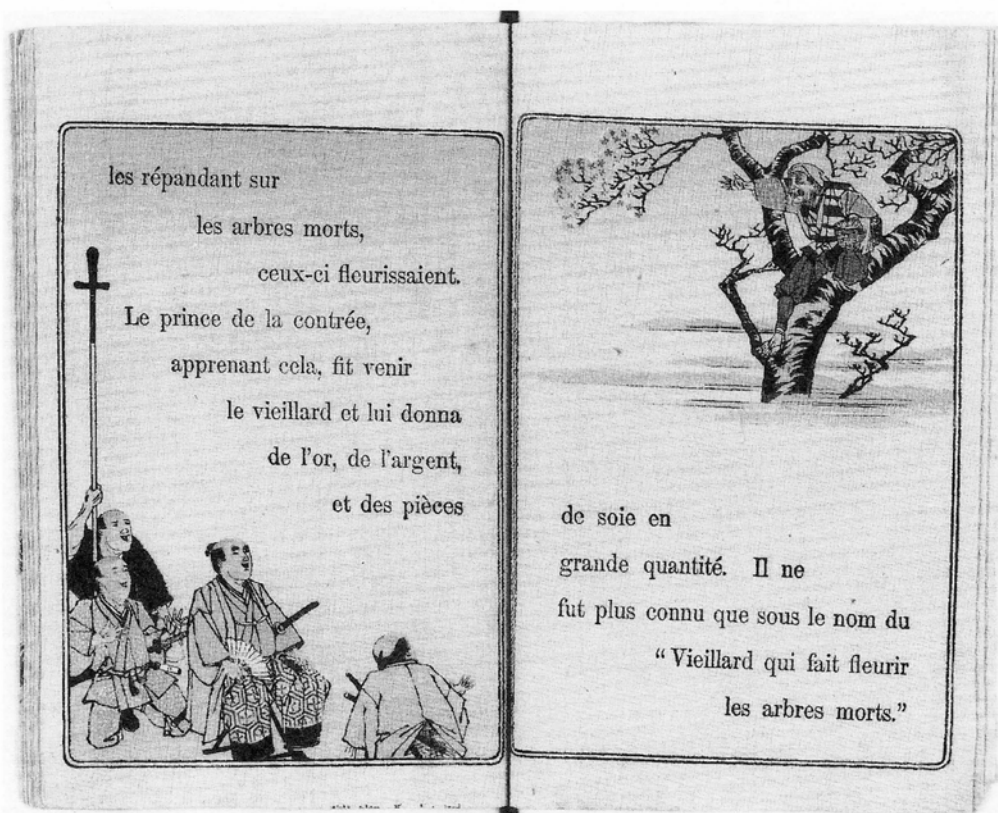 les répandant sur
les arbres morts,
ceux-ci fleurissaient.
Le prince de la contrée,
apprenant cela, fit venir
le vieillard et lui donna
de l'or, de l'argent,
et des pièces
de soie en
grande quantité. Il ne
fut plus connu que sous le nom du
“Vieillard qui fait fleurir
les arbres morts.”